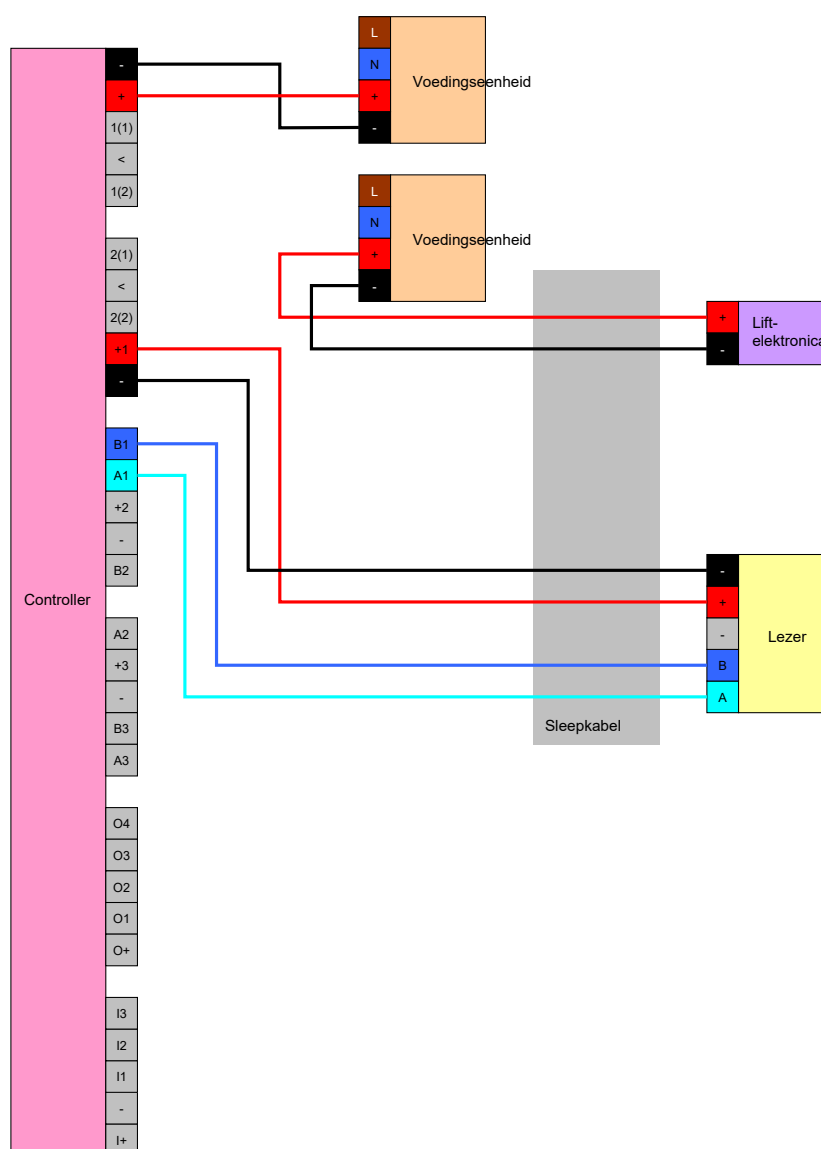 L
N
+
-
Voedingseenheid
-
+
1(1)
<
1(2)
L
N
+
-
Voedingseenheid
2(1)
<
2(2)
+1
-
+
-
Lift-
elektronica
B1
A1
+2
-
B2
Controller
-
+
-
B
A
Lezer
Sleepkabel
A2
+3
-
B3
A3
O4
O3
O2
O1
O+
I3
I2
I1
-
I+